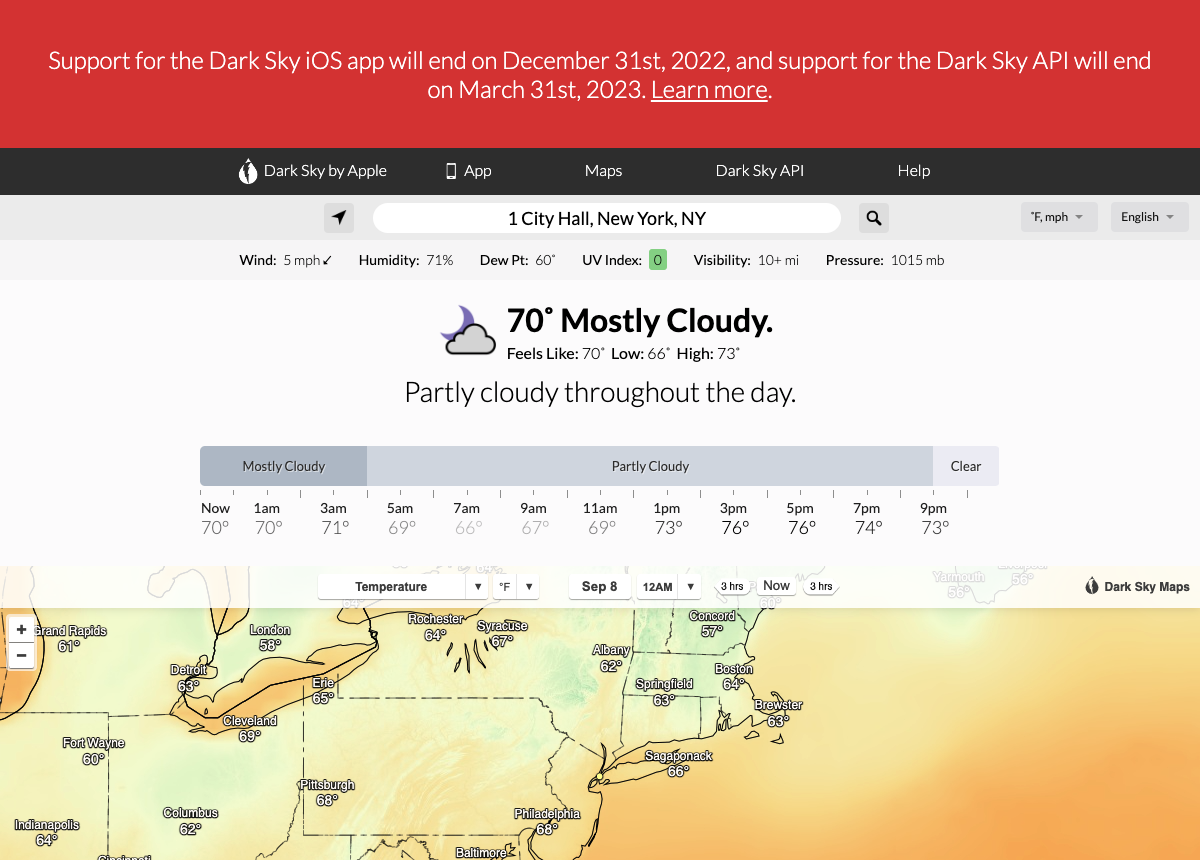 Support for the Dark Sky iOS app will end on December 31st, 2022, and support for the Dark Sky API will end
on March 31st, 2023. Learn more.
Dark Sky by Apple App Maps Dark Sky API Help
1 City Hall, New York, NY ˚F, mph English
Wind: 5 mph Humidity: 71% Dew Pt: 60˚ UV Index: 0 Visibility: 10+ mi Pressure: 1015 mb
70˚ Mostly Cloudy.
Feels Like: 70˚ Low: 66˚ High: 73˚
Partly cloudy throughout the day.
Mostly Cloudy Partly Cloudy Clear
Now 1am 3am 5am 7am 9am 11am 1pm 3pm 5pm 7pm 9pm
70° 70° 71° 69° 66° 67° 69° 73° 76° 76° 74° 73°
Temperature °F Sep 8 12AM 3 hrs Now 3 hrs Dark Sky Maps
Yarmouth
56°
56°
60°
+
−
Grand Rapids
61°
London
58°
Rochester
64°
Syracuse
67°
Concord
57°
Albany
62°
Detroit
63°
Erie
65°
Springfield
63°
Boston
64°
Brewster
63°
Cleveland
69°
Fort Wayne
60°
Sagaponack
66°
Pittsburgh
68°
Columbus
62°
Philadelphia
68°
Indianapolis
64°
Cincinnati
Baltimore